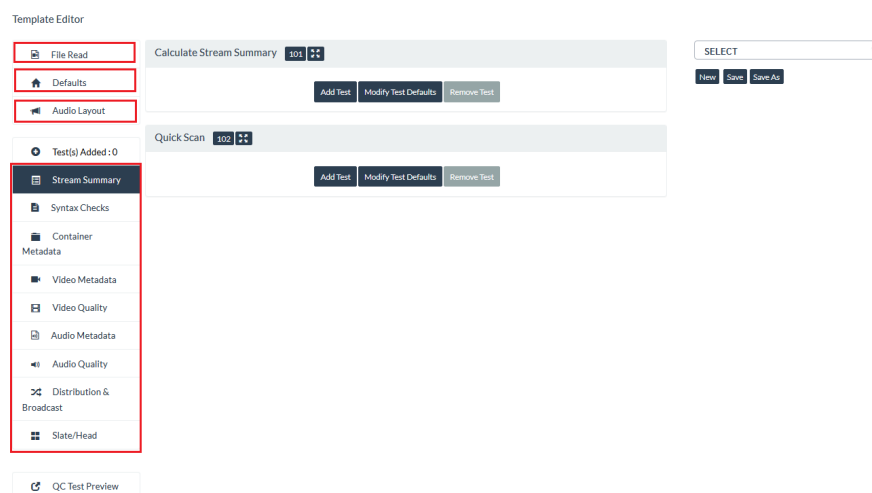 Template Editor
File Read
Defaults
Audio Layout
Test(s) Added : 0
Stream Summary
Syntax Checks
Container
Metadata
Video Metadata
Video Quality
Audio Metadata
Audio Quality
Distribution &
Broadcast
Slate/Head
QC Test Preview
Calculate Stream Summary 101
Add Test Modify Test Defaults Remove Test
Quick Scan 102
Add Test Modify Test Defaults Remove Test
SELECT
New Save Save As